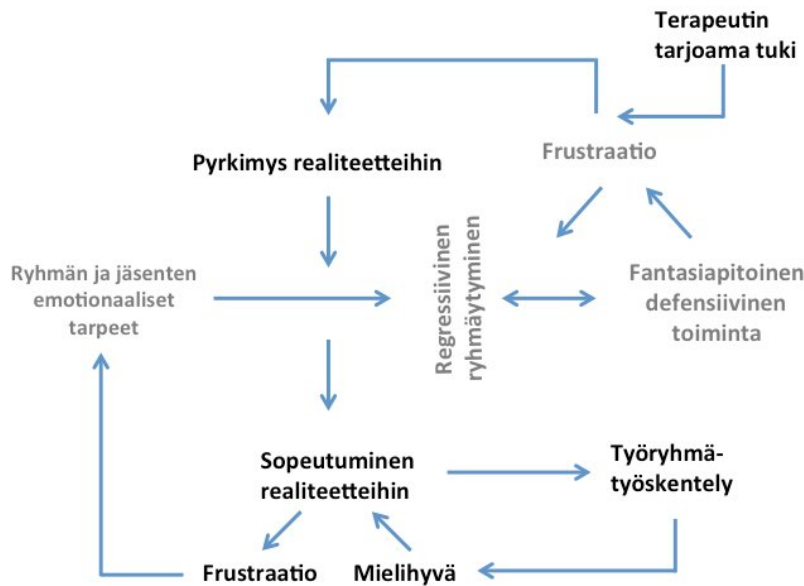 Terapeutin
tarjoama tuki
Frustraatio
Pyrkimys realiteetteihin
Ryhmän ja jäsenten
emotionaaliset
tarpeet
Regressiivinen
ryhmäytyminen
Fantasiapitoinen
defensiivinen
toiminta
Sopeutuminen
realiteetteihin
Työryhmä-
työskentely
Frustraatio
Mielihyvä